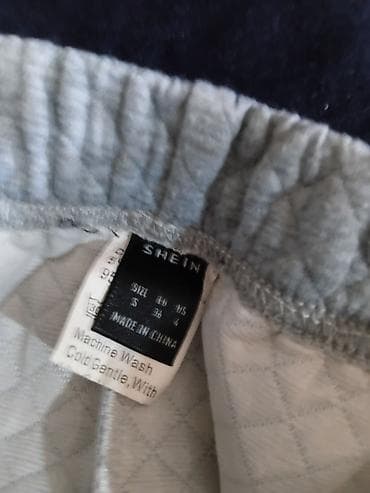 SHEIN
SIZE EU US
S 36 4
MADE IN CHINA
Machine Wash
Cold Gentle, With